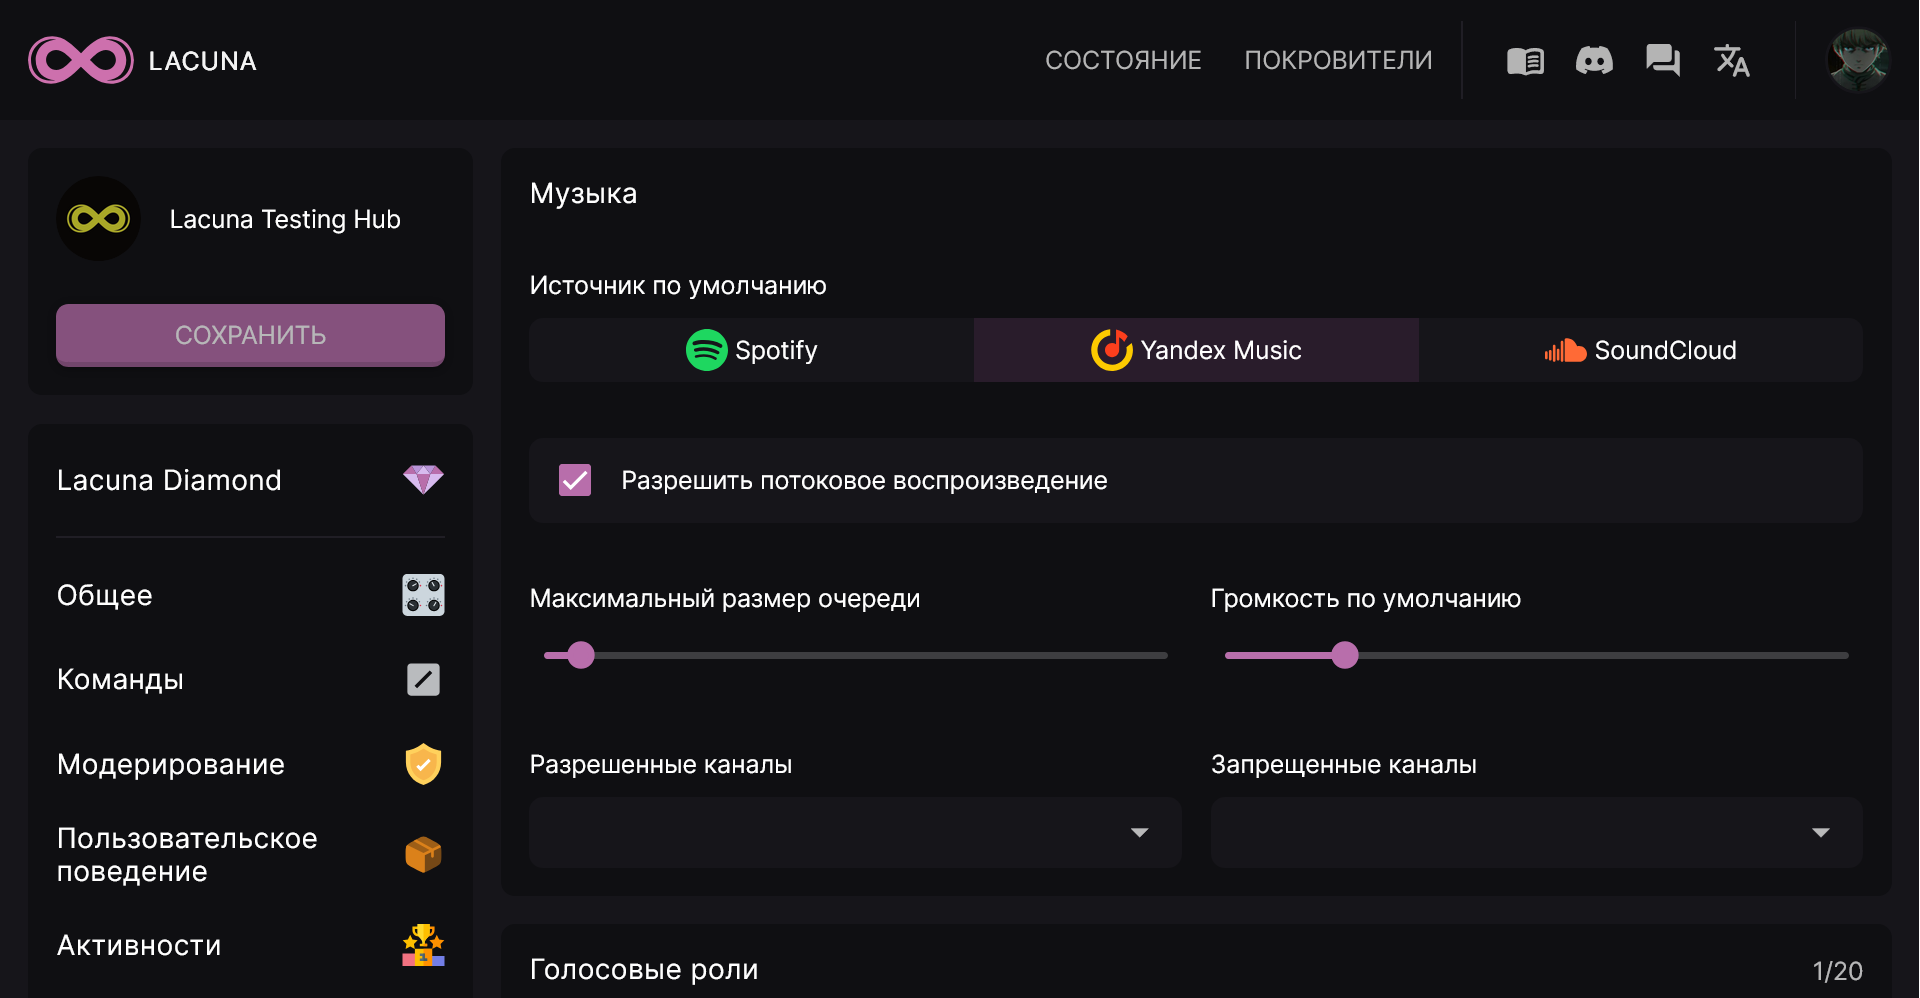 LACUNA
СОСТОЯНИЕ
ПОКРОВИТЕЛИ
Lacuna Testing Hub
СОХРАНИТЬ
Lacuna Diamond
Общее
Команды
Модерирование
Пользовательское
поведение
Активности
Музыка
Источник по умолчанию
Spotify
Yandex Music
SoundCloud
Разрешить потоковое воспроизведение
Максимальный размер очереди
Громкость по умолчанию
Разрешенные каналы
Запрещенные каналы
Голосовые роли
1/20